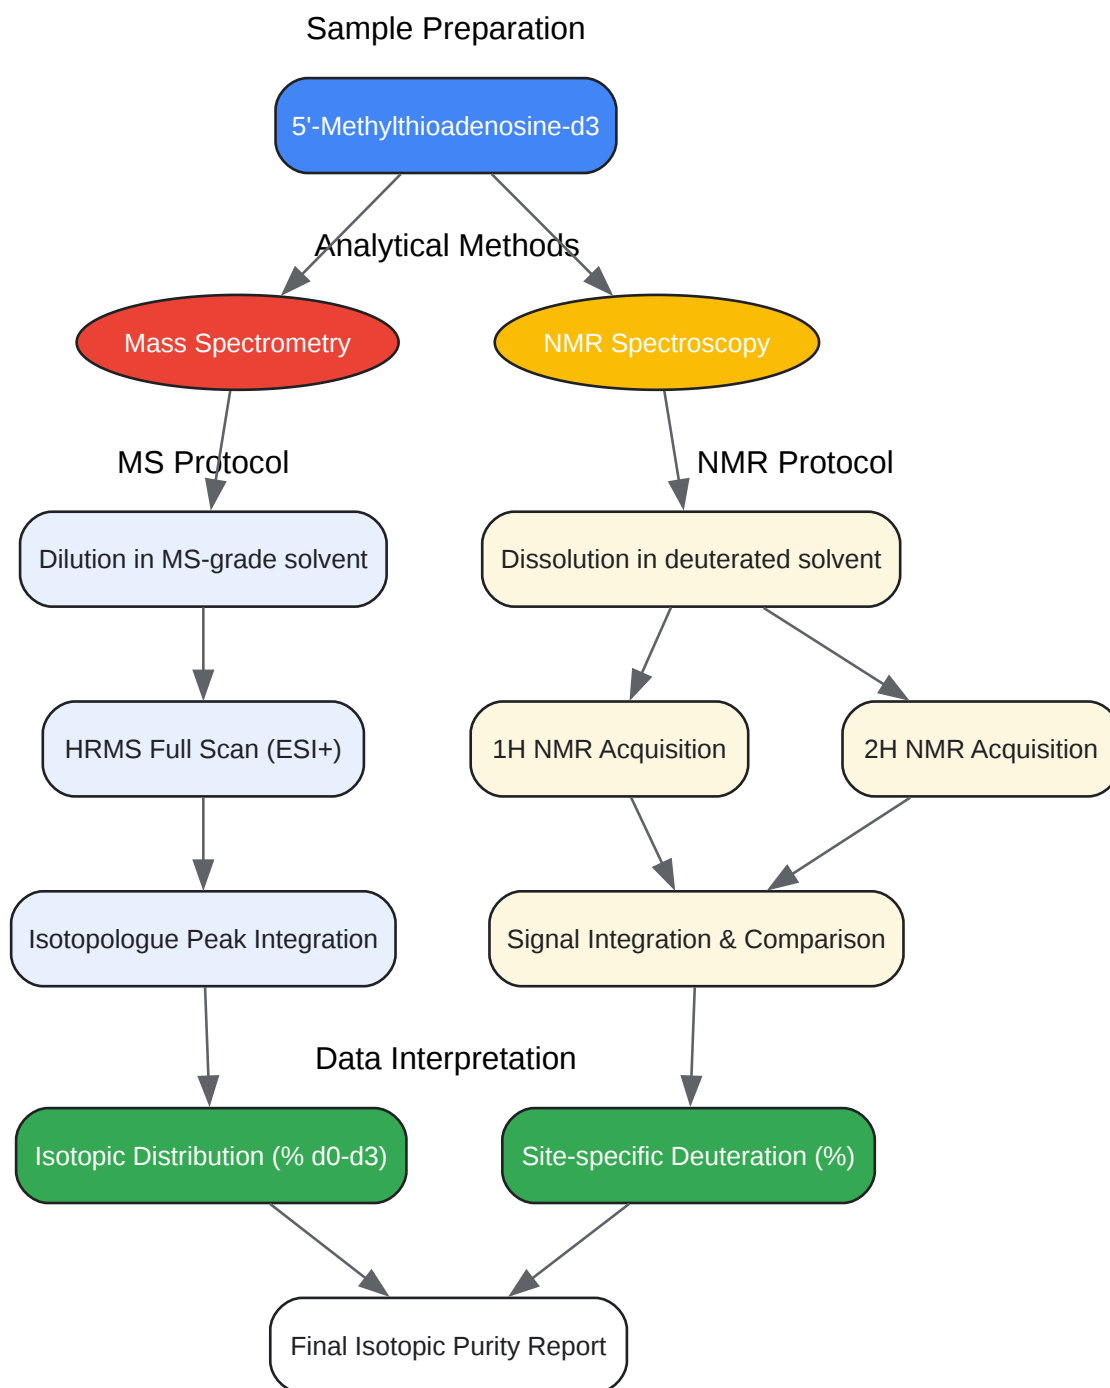 Sample Preparation
5'-Methylthioadenosine-d3
Analytical Methods
Mass Spectrometry
NMR Spectroscopy
MS Protocol
NMR Protocol
Dilution in MS-grade solvent
Dissolution in deuterated solvent
HRMS Full Scan (ESI+)
1H NMR Acquisition
2H NMR Acquisition
Isotopologue Peak Integration
Signal Integration & Comparison
Data Interpretation
Isotopic Distribution (% d0-d3)
Site-specific Deuteration (%)
Final Isotopic Purity Report